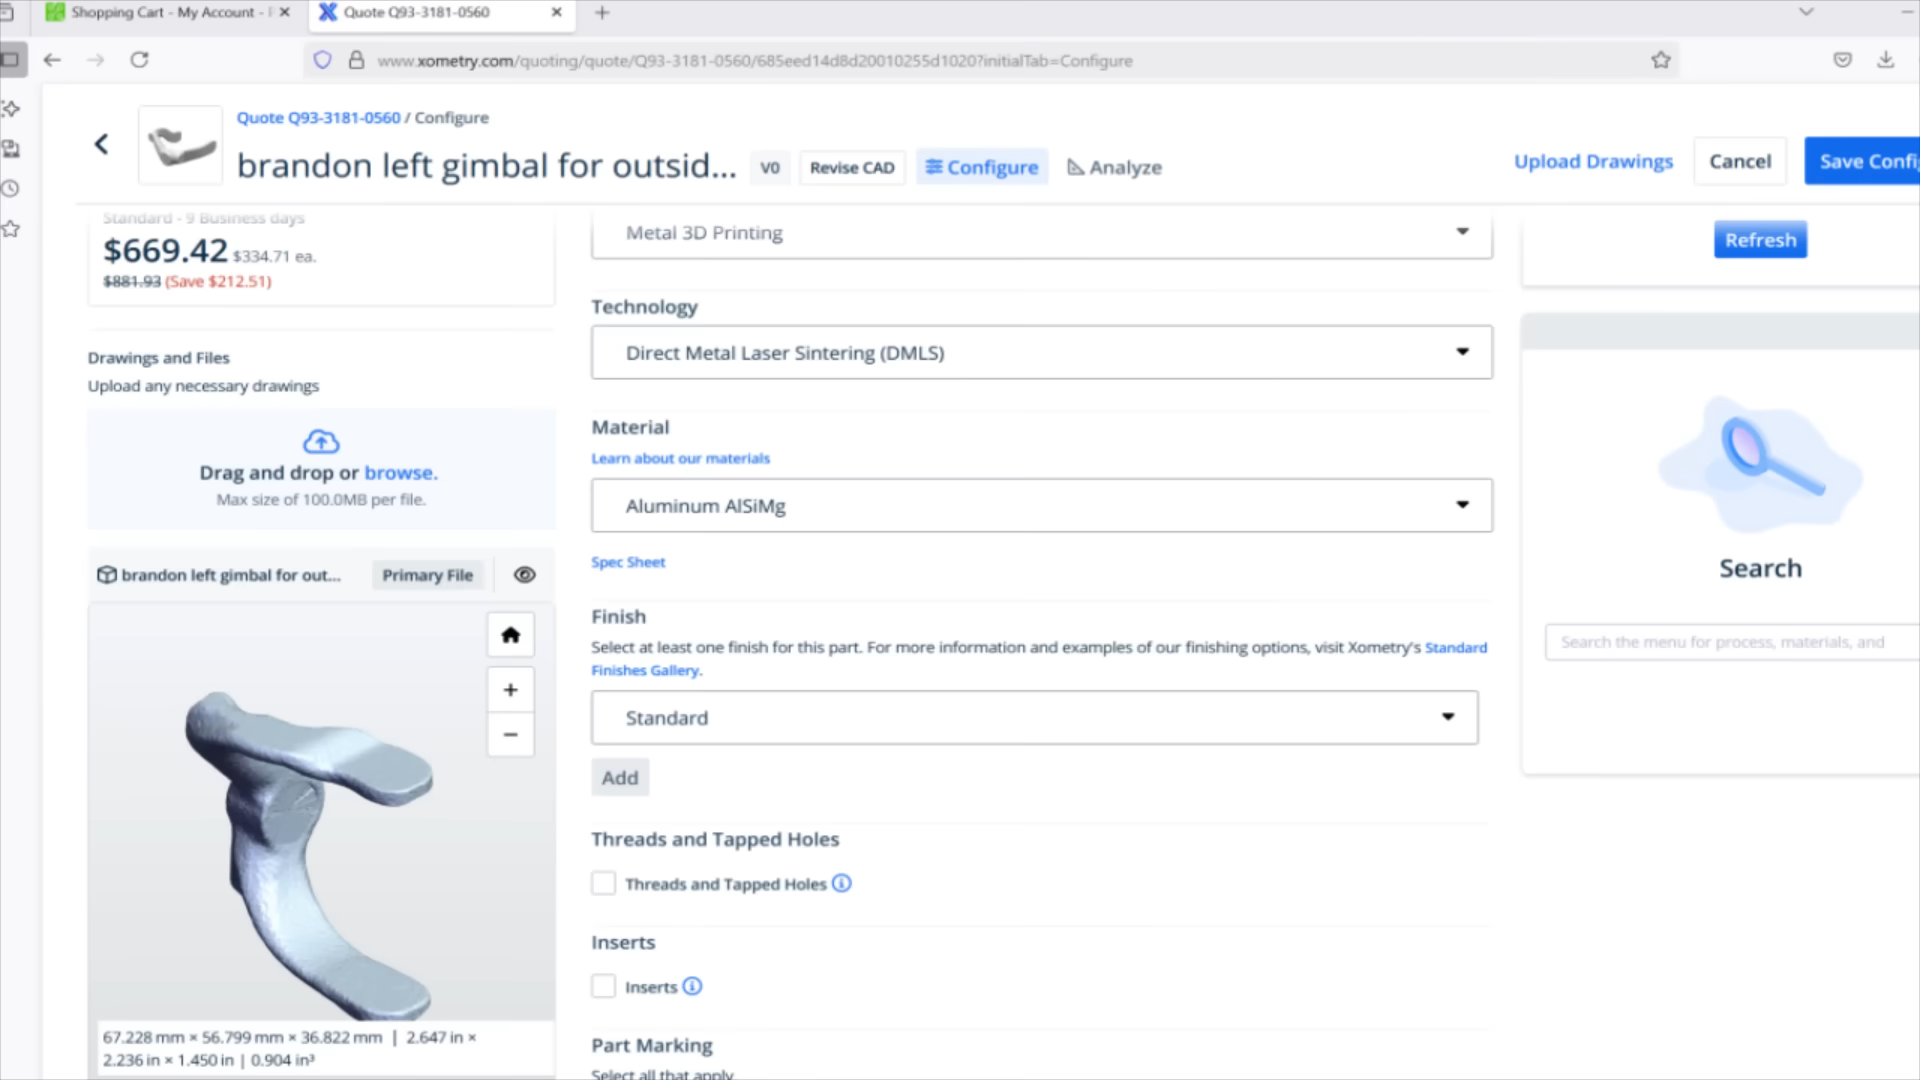 Shopping Cart - My Account -
Quote Q93-3181-0560
www.xometry.com/quoting/quote/Q93-3181-0560/685eed14d8d20010255d1020?initialTab=Configure
Quote Q93-3181-0560 / Configure
brandon left gimbal for outsid...
V0
Revise CAD
Configure
Analyze
Upload Drawings
Cancel
Save Confi
Standard - 9 Business days
$669.42 $334.71 ea.
$881.93 (Save $212.51)
Drawings and Files
Upload any necessary drawings
Drag and drop or browse.
Max size of 100.0MB per file.
brandon left gimbal for out...
Primary File
67.228 mm × 56.799 mm × 36.822 mm | 2.647 in ×
2.236 in × 1.450 in | 0.904 in³
Metal 3D Printing
Technology
Direct Metal Laser Sintering (DMLS)
Material
Learn about our materials
Aluminum AlSiMg
Spec Sheet
Finish
Select at least one finish for this part. For more information and examples of our finishing options, visit Xometry's Standard
Finishes Gallery.
Standard
Add
Threads and Tapped Holes
Threads and Tapped Holes
Inserts
Inserts
Part Marking
Select all that apply.
Refresh
Search
Search the menu for process, materials, and